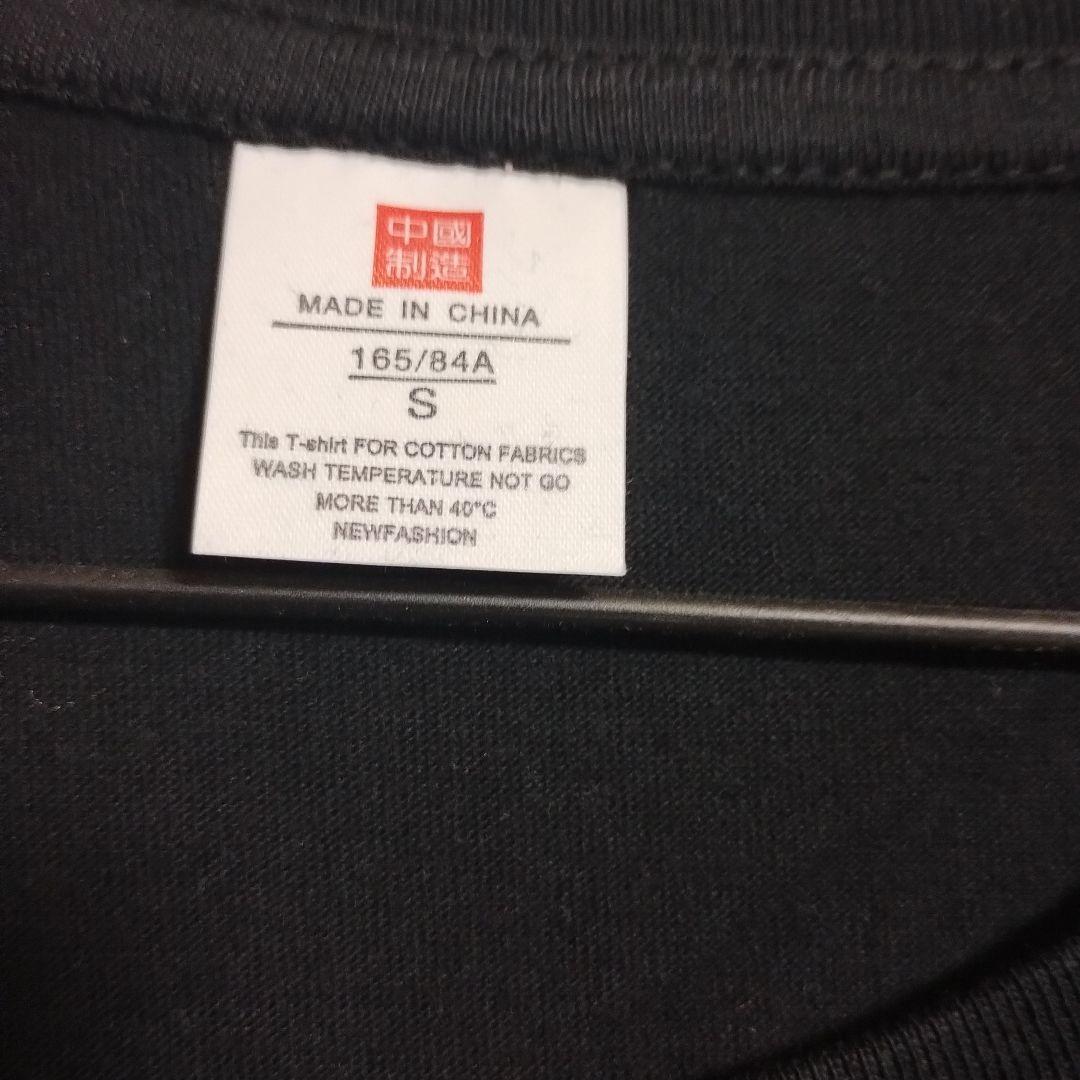 中國
制造
MADE IN CHINA
165/84A
S
This T-shirt FOR COTTON FABRICS
WASH TEMPERATURE NOT GO
MORE THAN 40°C
NEWFASHION